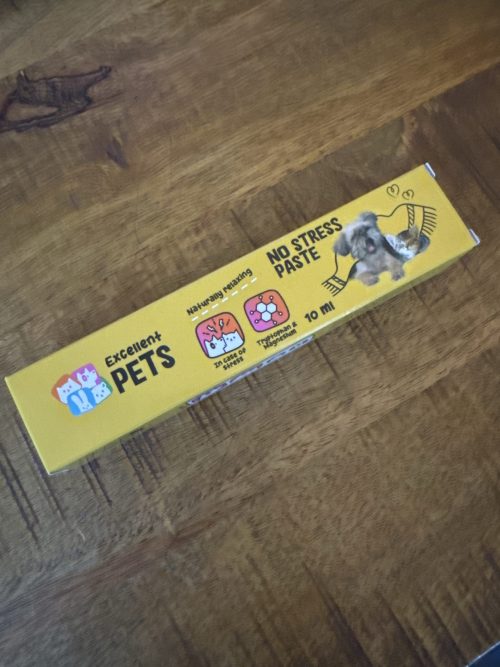 Excellent
PETS
Naturally relaxing
In case of
stress
Tryptophan &
Magnesium
NO STRESS
PASTE
10 ml